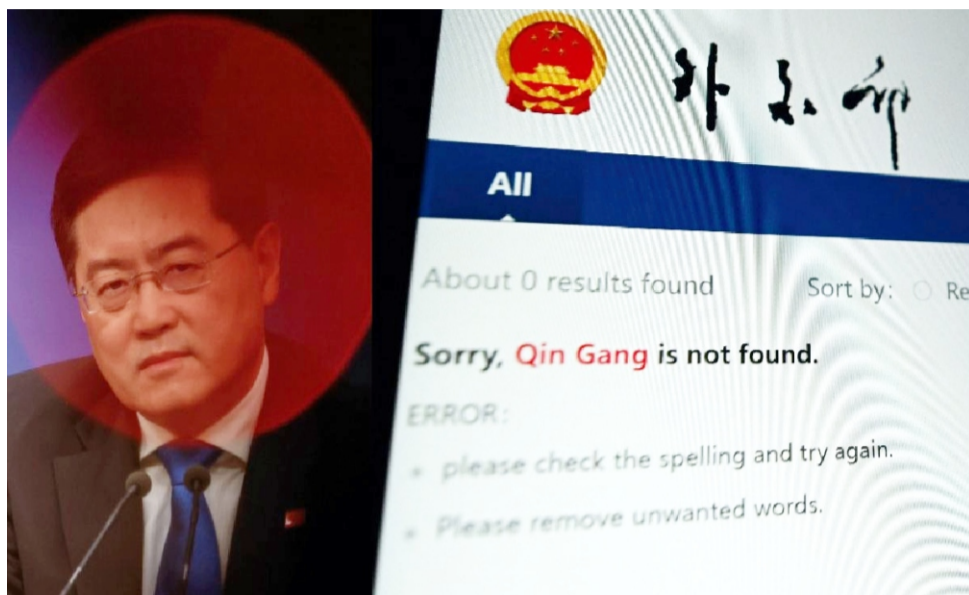 外交部
All
About 0 results found
Sort by: Re
Sorry, Qin Gang is not found.
ERROR:
please check the spelling and try again.
Please remove unwanted words.